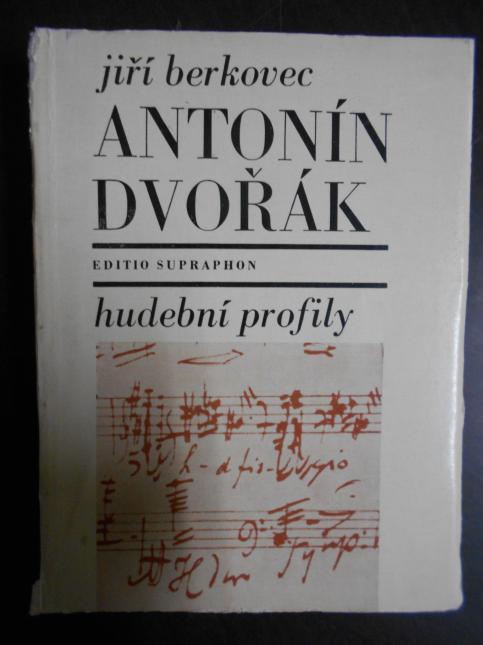 jiří berkovec
ANTONÍN
DVOŘÁK
EDITIO SUPRAPHON
hudební profily